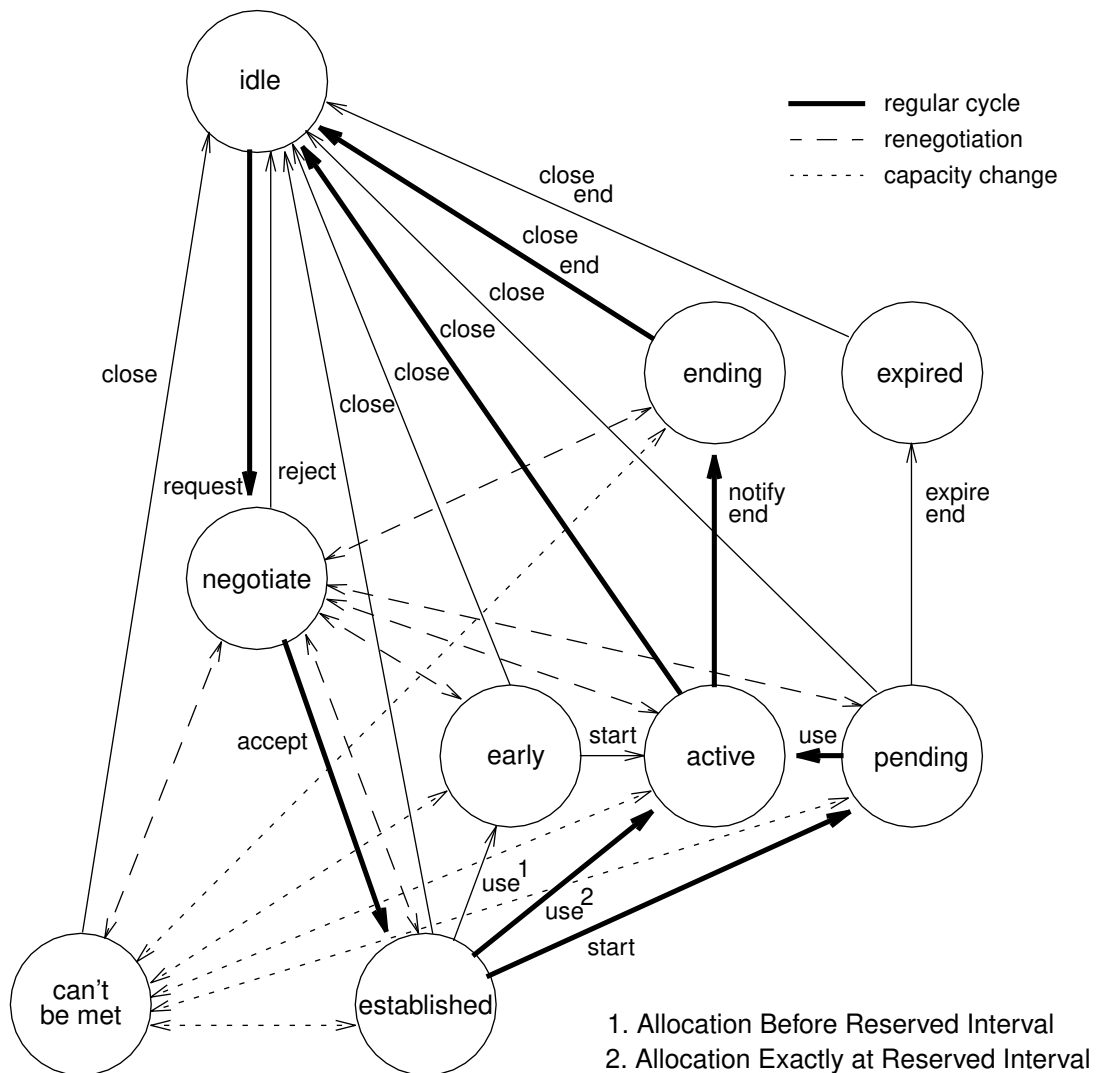 idle
regular cycle
renegotiation
capacity change
close
end
close
end
close
close
close
close
close
ending
expired
request
reject
notify
end
expire
end
negotiate
accept
early
start
active
use
pending
use1
use2
start
can't
be met
established
1. Allocation Before Reserved Interval
2. Allocation Exactly at Reserved Interval